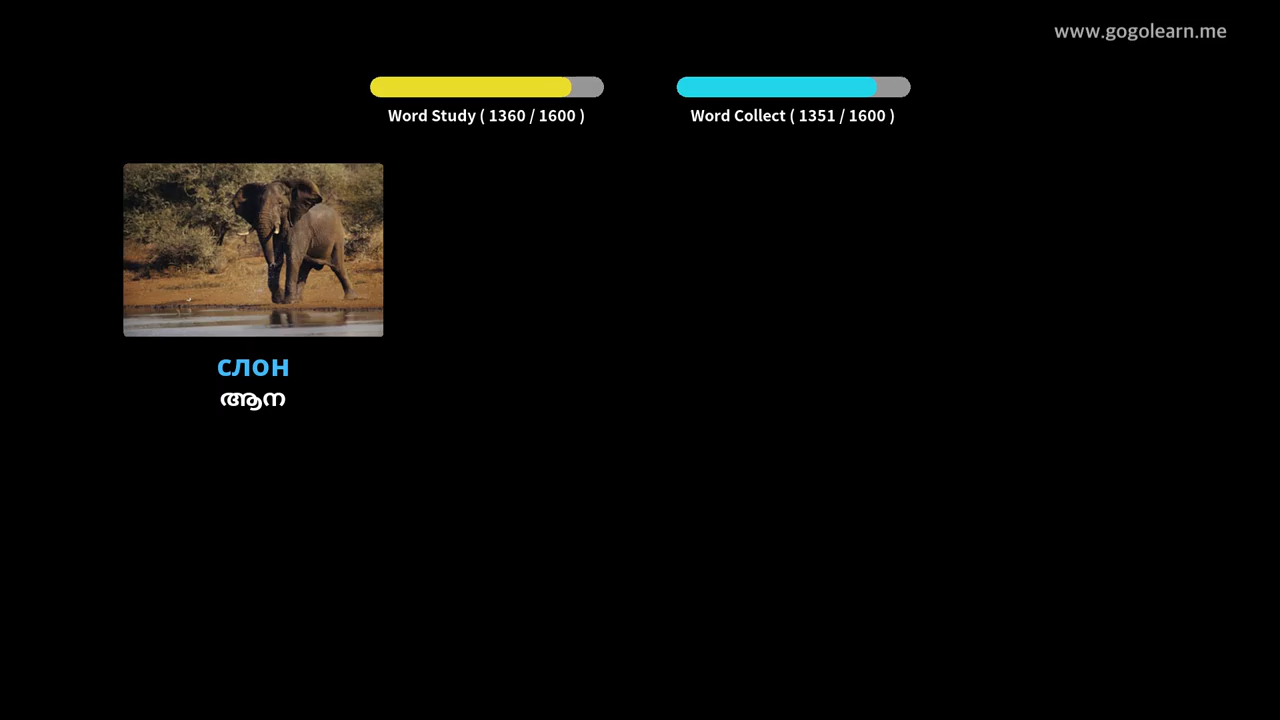 www.gogolearn.me
Word Study ( 1360 / 1600 )
Word Collect ( 1351 / 1600 )
слон
ആന